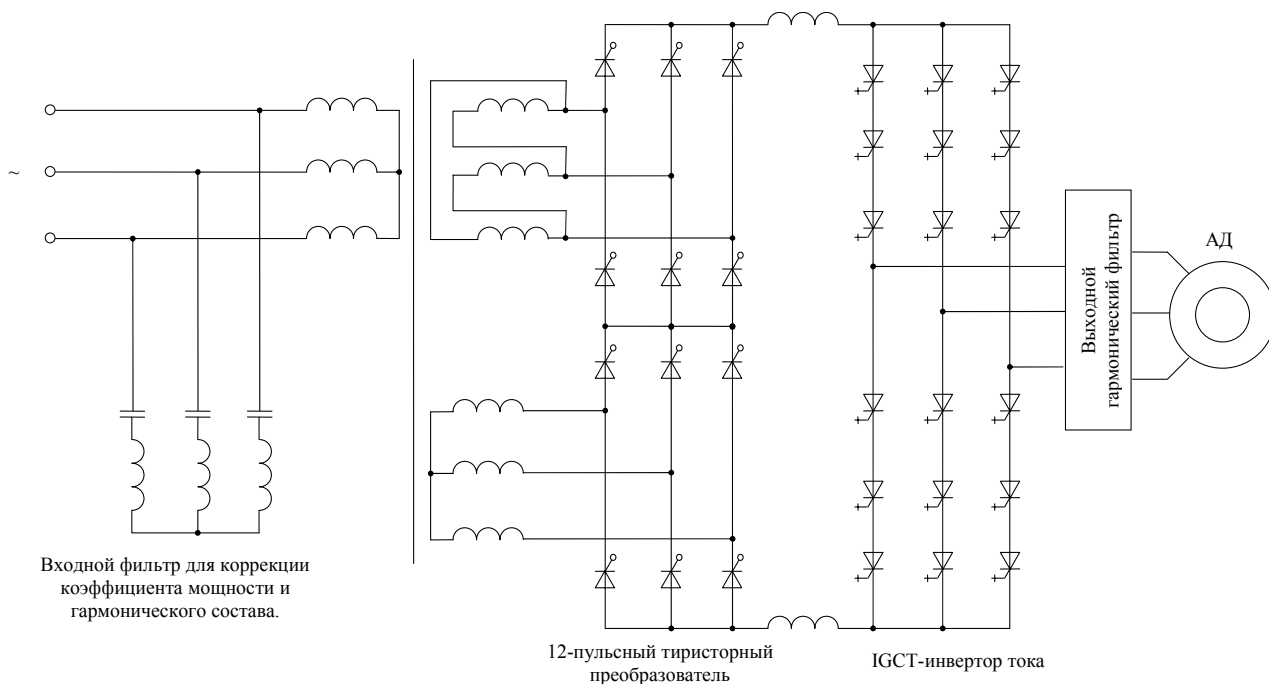 ~
АД
Выходной
гармонический фильтр
Входной фильтр для коррекции
коэффициента мощности и
гармонического состава.
12-пульсный тиристорный
преобразователь
IGCT-инвертор тока